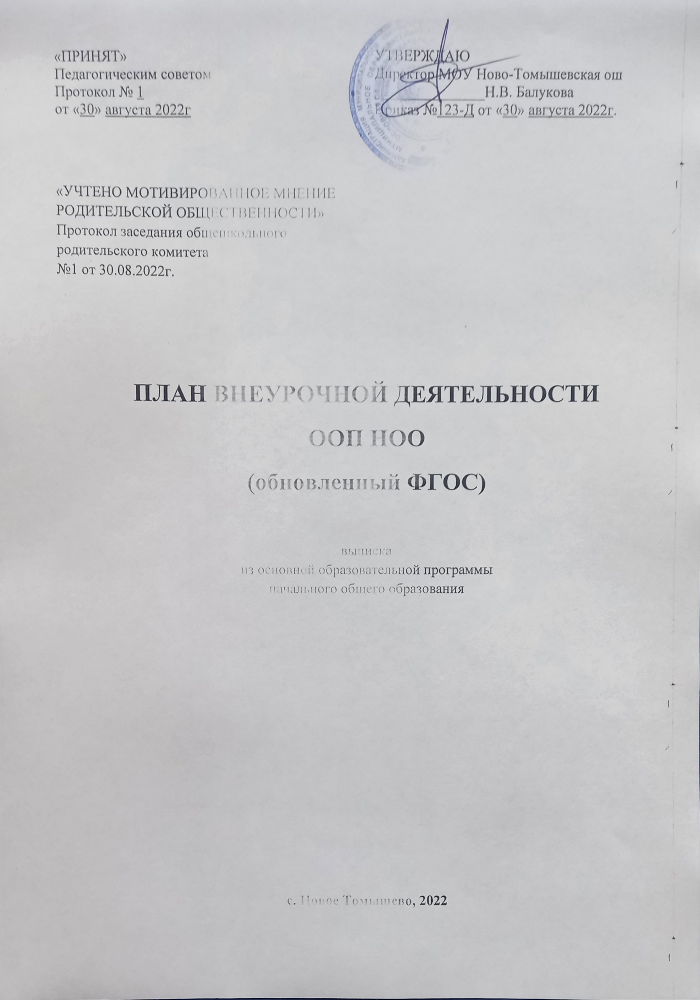 «ПРИНЯТ»
Педагогическим советом
Протокол № 1
от «30» августа 2022г
УТВЕРЖДАЮ
Директор МОУ Ново-Томышевская ош
______________Н.В. Балукова
Приказ №123-Д от «30» августа 2022г.
«УЧТЕНО МОТИВИРОВАННОЕ МНЕНИЕ
РОДИТЕЛЬСКОЙ ОБЩЕСТВЕННОСТИ»
Протокол заседания общешкольного
родительского комитета
№1 от 30.08.2022г.
ПЛАН ВНЕУРОЧНОЙ ДЕЯТЕЛЬНОСТИ
ООП НОО
(обновленный ФГОС)
выписка
из основной образовательной программы
начального общего образования
с. Новое Томышево, 2022